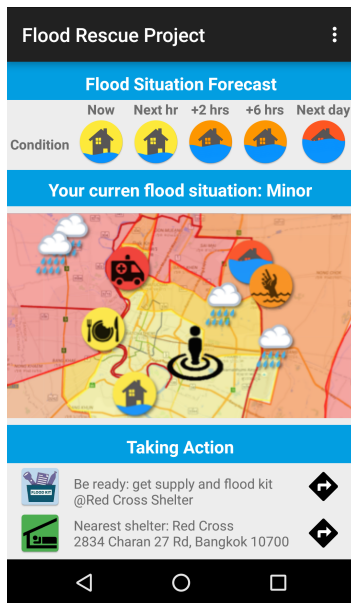 Flood Rescue Project
Flood Situation Forecast
Now Next hr +2 hrs +6 hrs Next day
Condition
Your curren flood situation: Minor
Taking Action
FLOOD KIT
Be ready: get supply and flood kit
@Red Cross Shelter
Nearest shelter: Red Cross
2834 Charan 27 Rd, Bangkok 10700